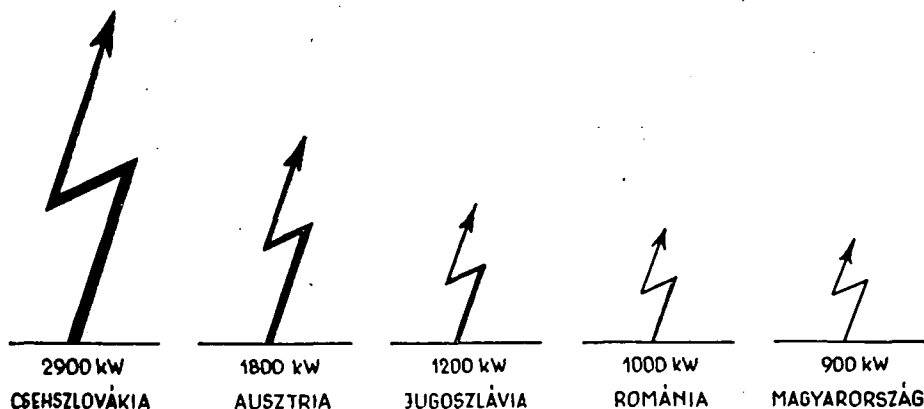 2900 kW 1800 kW 1200 kW 1000 kW 900 kW
CSEHSZLOVÁKIA AUSZTRIA JUGOSZLÁVIA ROMÁNIA MAGYARORSZÁG